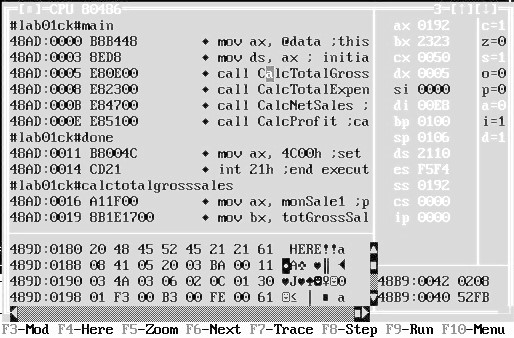 [■]=CPU 80486 3=[↑][↓]
#lab01ck#main ax 0192 c=1
48AD:0000 B8B448 ♦ mov ax, @data ;this bx 2323 z=0
48AD:0003 8ED8 ♦ mov ds, ax ; initia cx 0050 s=1
48AD:0005 E80E00 ♦ call CalcTotalGross dx 0005 o=0
48AD:0008 E82300 ♦ call CalcTotalExpen si 0000 p=0
48AD:000B E84700 ♦ call CalcNetSales ; di 00E8 a=0
48AD:000E E85100 ♦ call CalcProfit ;ca bp 0100 i=1
#lab01ck#done sp 0106 d=1
48AD:0011 B8004C ♦ mov ax, 4C00h ;set ds 2110
48AD:0014 CD21 ♦ int 21h ;end execut es F5F4
#lab01ck#calctotalgrosssales ss 0192
48AD:0016 A11F00 ♦ mov ax, monSale1 ;p cs 0000
48AD:0019 8B1E1700 ♦ mov bx, totGrossSal ip 0000
489D:0180 20 48 45 52 45 21 21 61 HERE!!a
489D:0188 08 41 05 20 03 BA 00 11 ◘A♣ ♥║ ◄ 48B9:0042 0208
489D:0190 03 4A 03 06 02 0C 01 30 ♥J♥♠☻♀☺0 48B9:0040 52FB
489D:0198 01 F3 00 B3 00 FE 00 61 ☺≤ │ ■ a
F3-Mod F4-Here F5-Zoom F6-Next F7-Trace F8-Step F9-Run F10-Menu